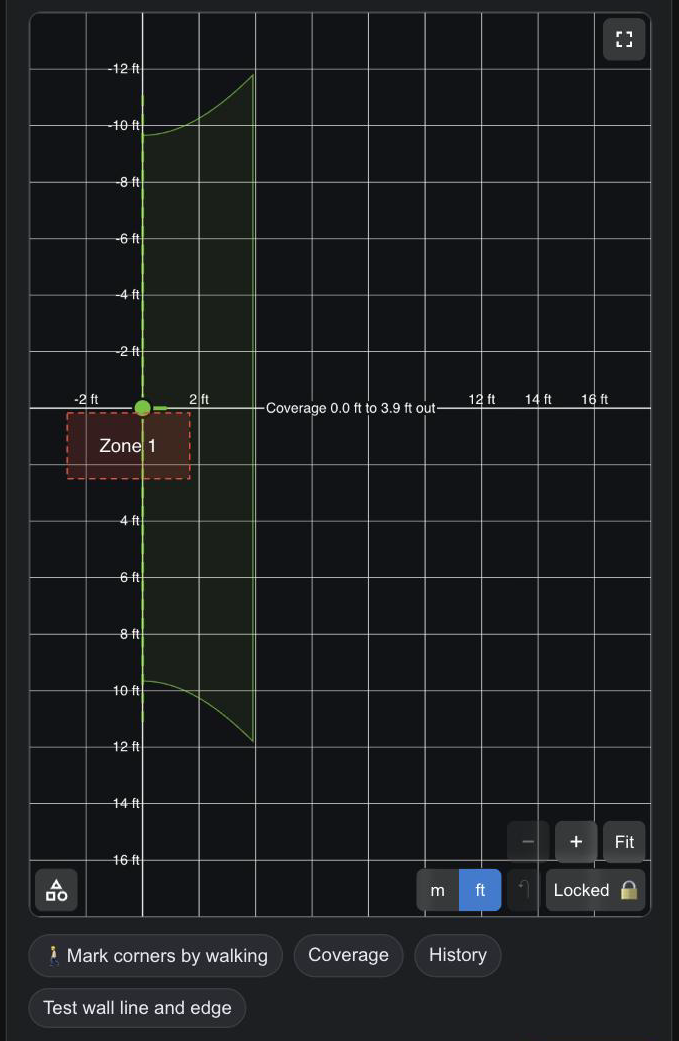 -12 ft
-10 ft
-8 ft
-6 ft
-4 ft
-2 ft
-2 ft 2 ft 12 ft 14 ft 16 ft
Coverage 0.0 ft to 3.9 ft out
Zone 1
4 ft
6 ft
8 ft
10 ft
12 ft
14 ft
Fit
16 ft
m ft Locked
Mark corners by walking Coverage History
Test wall line and edge